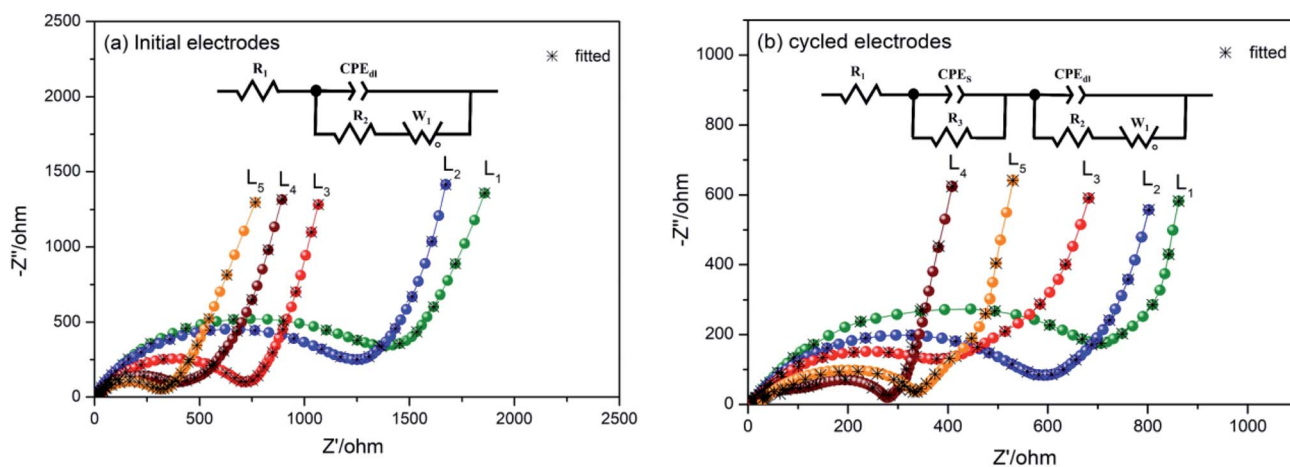 (a) Initial electrodes
fitted
R1
CPEdl
R2
W1
L5
L4
L3
L2
L1
2500
2000
1500
1000
500
0
-Z"/ohm
0
500
1000
1500
2000
2500
Z'/ohm
(b) cycled electrodes
fitted
R1
CPES
R3
CPEdl
R2
W1
L4
L5
L3
L2
L1
1000
800
600
400
200
0
-Z"/ohm
0
200
400
600
800
1000
Z'/ohm